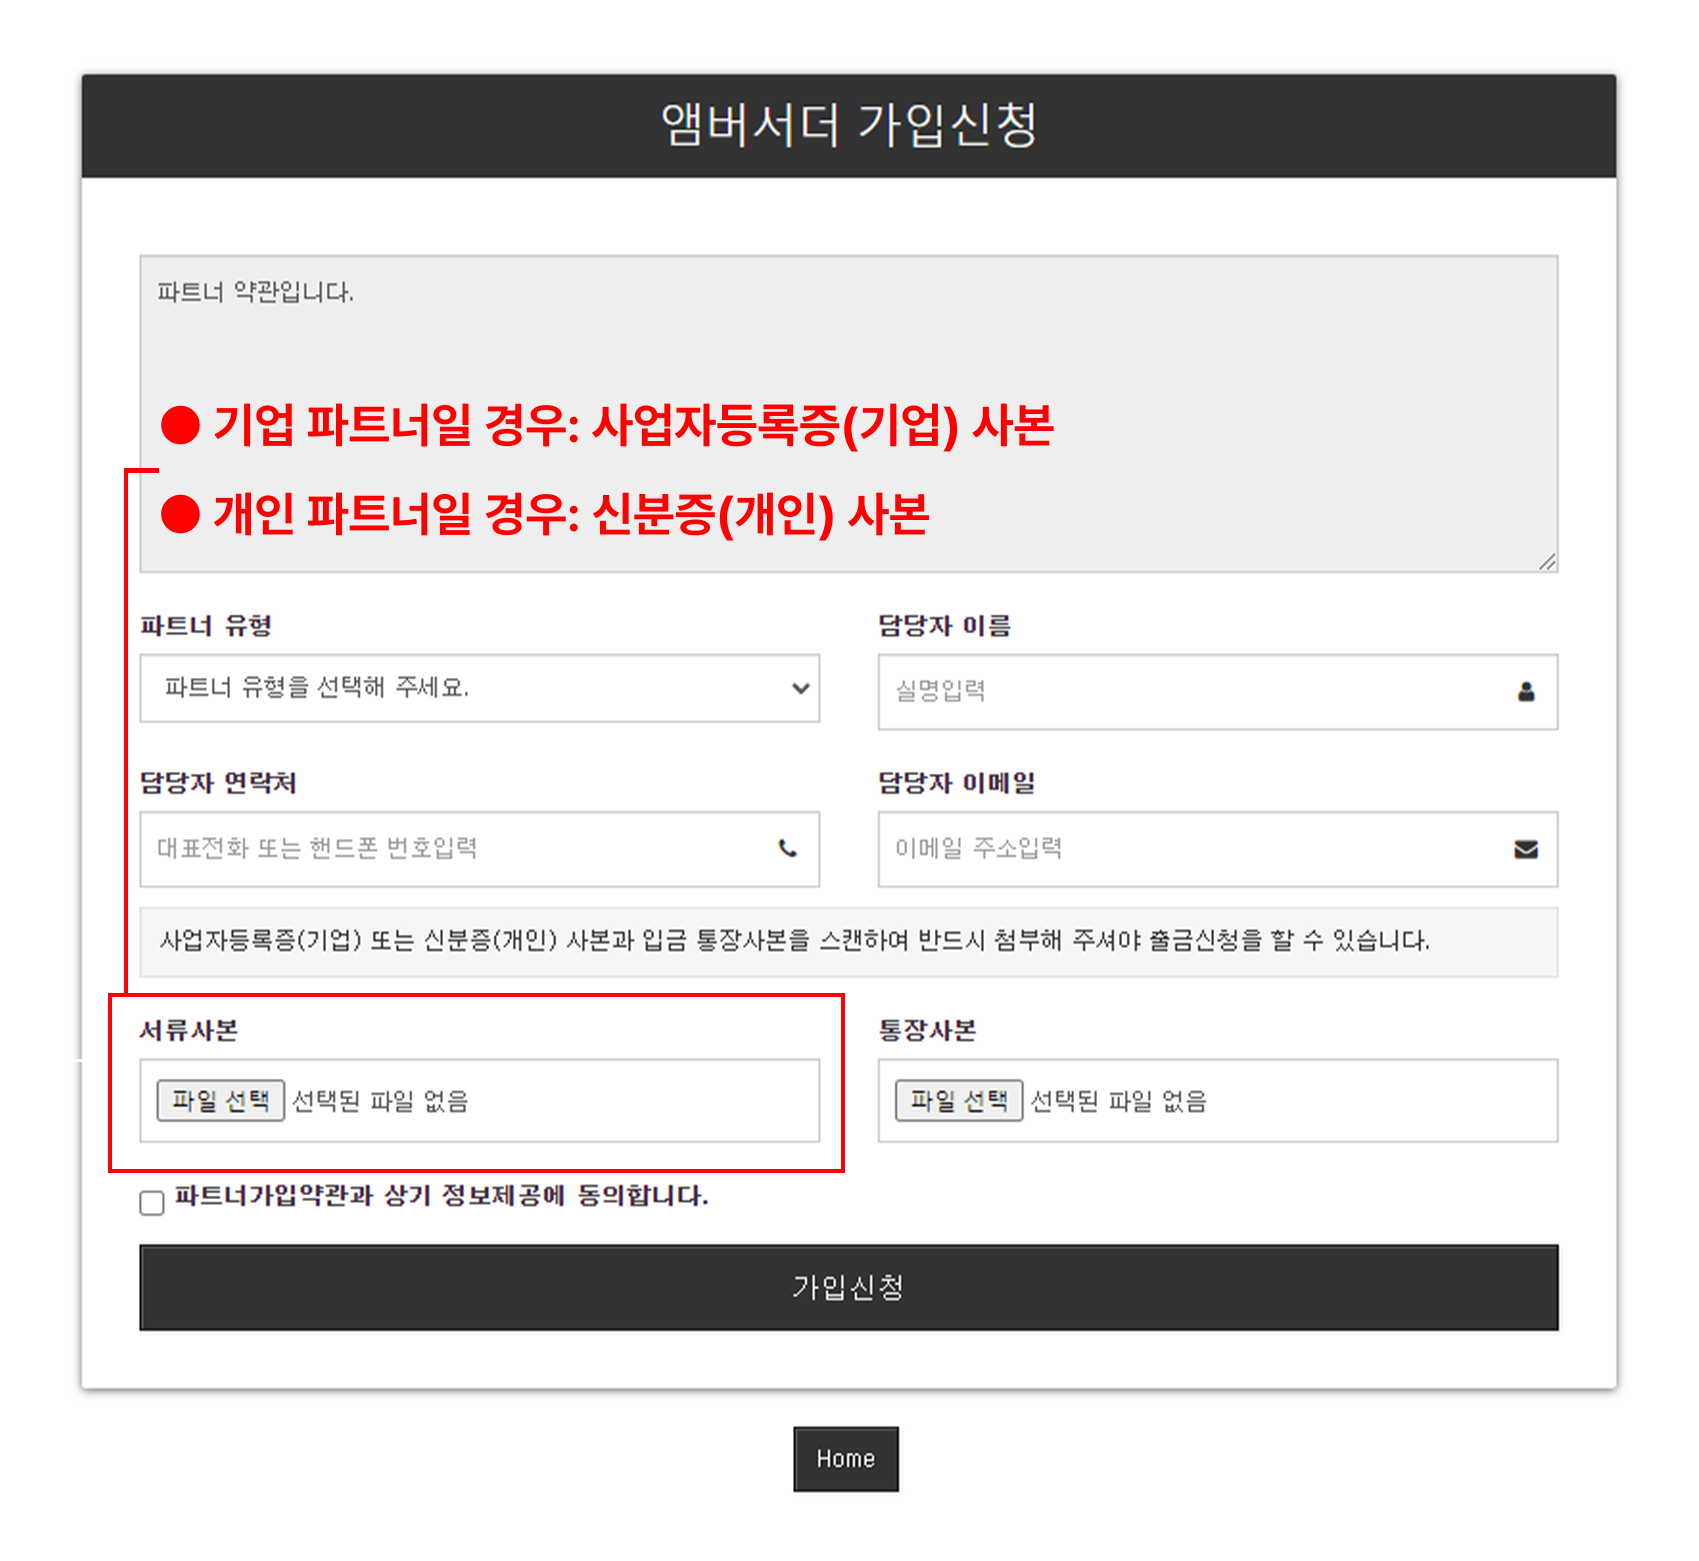 앰버서더 가입신청
파트너 약관입니다.
● 기업 파트너일 경우: 사업자등록증(기업) 사본
● 개인 파트너일 경우: 신분증(개인) 사본
파트너 유형
파트너 유형을 선택해 주세요.
담당자 이름
실명입력
담당자 연락처
대표전화 또는 핸드폰 번호입력
담당자 이메일
이메일 주소입력
사업자등록증(기업) 또는 신분증(개인) 사본과 입금 통장사본을 스캔하여 반드시 첨부해 주셔야 출금신청을 할 수 있습니다.
서류사본
파일 선택 선택된 파일 없음
통장사본
파일 선택 선택된 파일 없음
파트너가입약관과 상기 정보제공에 동의합니다.
가입신청
Home